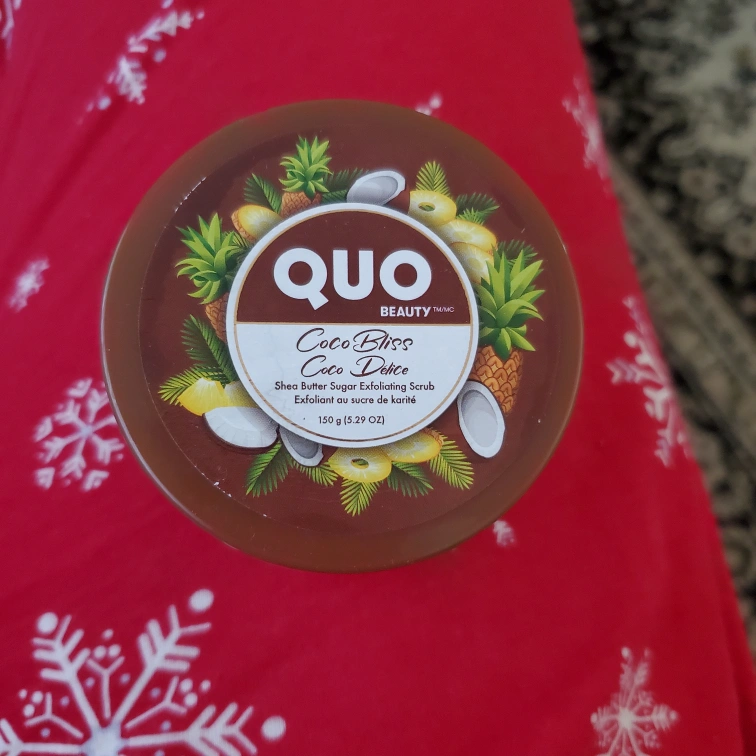 QUO
BEAUTY TM/MC
Coco Bliss
Coco Délice
Shea Butter Sugar Exfoliating Scrub
Exfoliant au sucre de karité
150 g (5.29 OZ)